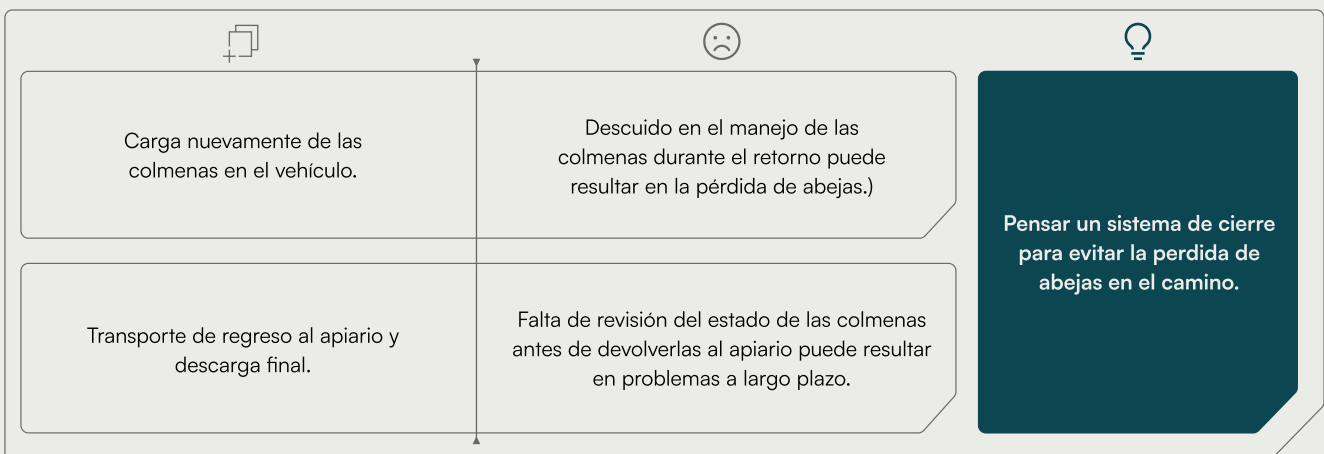 Carga nuevamente de las
colmenas en el vehículo.
Descuido en el manejo de las
colmenas durante el retorno puede
resultar en la pérdida de abejas.)
Transporte de regreso al apiario y
descarga final.
Falta de revisión del estado de las colmenas
antes de devolverlas al apiario puede resultar
en problemas a largo plazo.
Pensar un sistema de cierre
para evitar la perdida de
abejas en el camino.